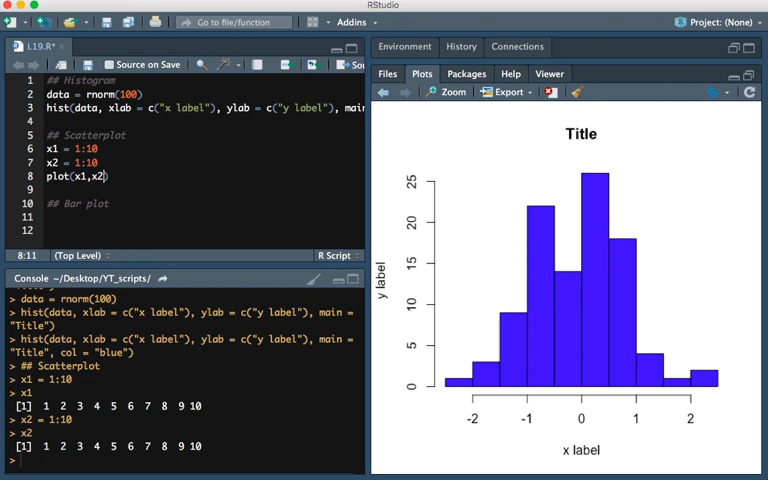 RStudio
Go to file/function
Addins
Project: (None)
L19.R*
Source on Save
Sou
1 ## Histogram
2 data = rnorm(100)
3 hist(data, xlab = c("x label"), ylab = c("y label"), main
4
5 ## Scatterplot
6 x1 = 1:10
7 x2 = 1:10
8 plot(x1,x2)
9
10 ## Bar plot
11
12
8:11 (Top Level) R Script
Console ~/Desktop/YT_scripts/
> data = rnorm(100)
> hist(data, xlab = c("x label"), ylab = c("y label"), main =
"Title")
> hist(data, xlab = c("x label"), ylab = c("y label"), main =
"Title", col = "blue")
> ## Scatterplot
> x1 = 1:10
> x1
[1] 1 2 3 4 5 6 7 8 9 10
> x2 = 1:10
> x2
[1] 1 2 3 4 5 6 7 8 9 10
>
Environment History Connections
Files Plots Packages Help Viewer
Zoom Export
Title
y label
25
20
15
10
5
0
-2 -1 0 1 2
x label